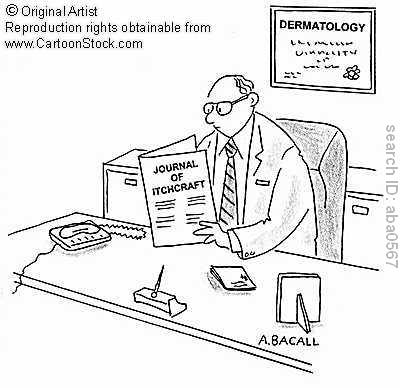 © Original Artist
Reproduction rights obtainable from
www.CartoonStock.com
DERMATOLOGY
JOURNAL
OF
ITCHCRAFT
A.BACALL
search ID: aba0567